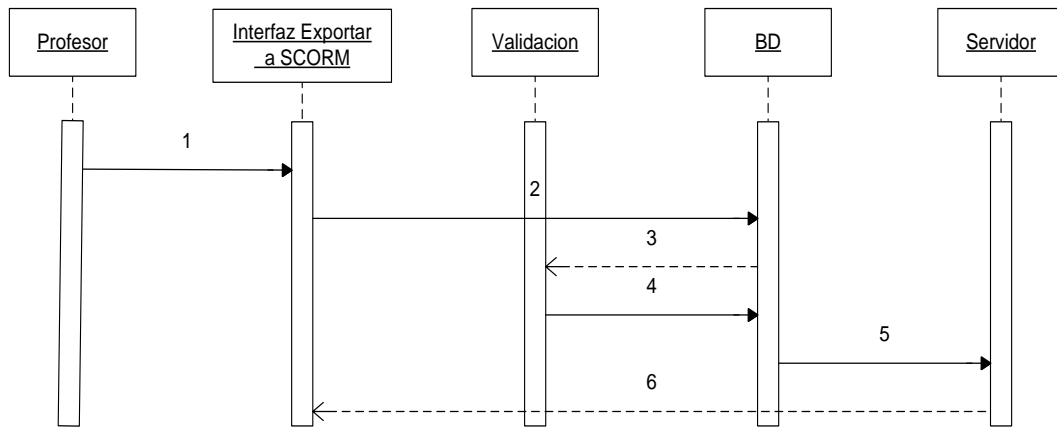 Profesor
Interfaz Exportar
a SCORM
Validacion
BD
Servidor
1
2
3
4
5
6